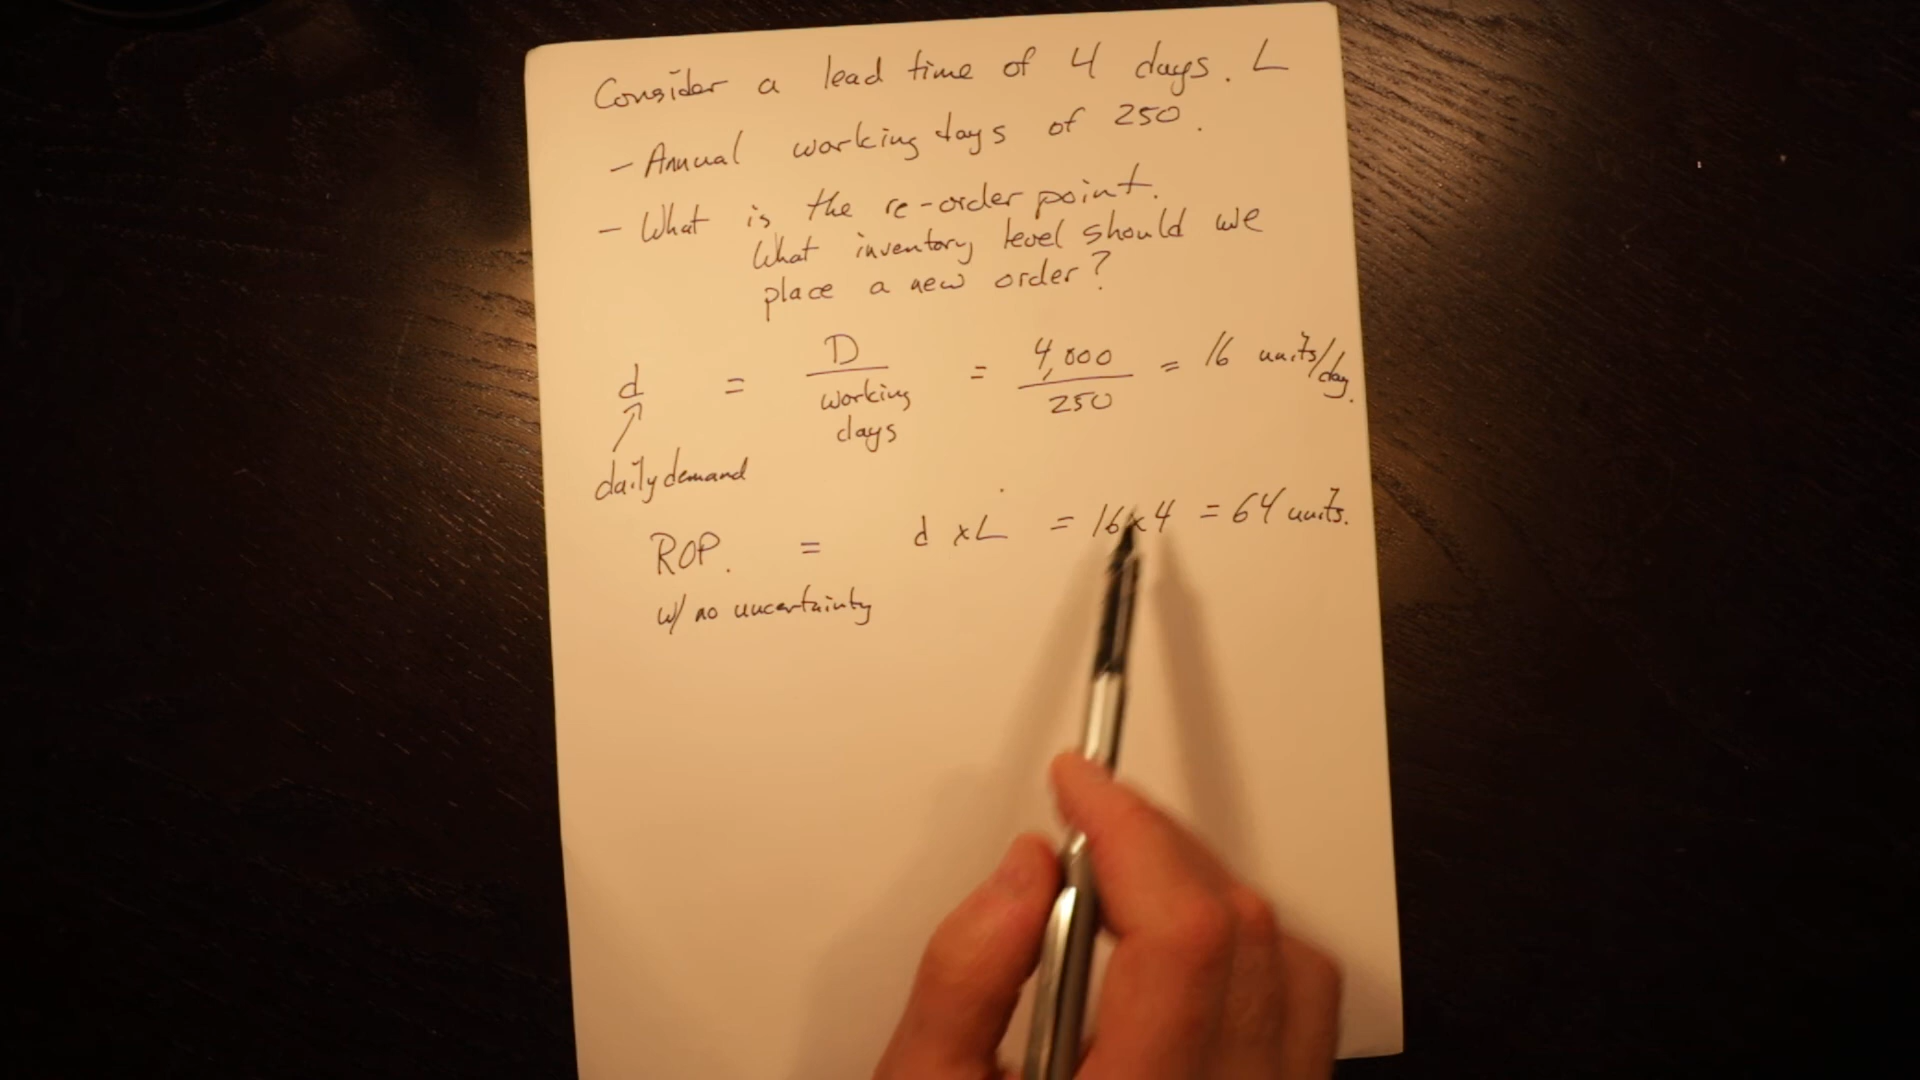 Consider a lead time of 4 days. L
- Annual working days of 250.
- What is the re-order point.
What inventory level should we
place a new order?
d = D / working days = 4,000 / 250 = 16 units/day.
daily demand
ROP. = d x L = 16 x 4 = 64 units.
w/ no uncertainty